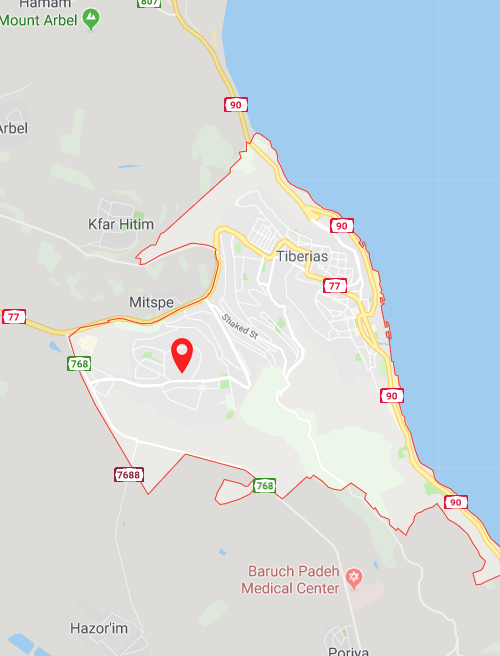 Hamam
807
Mount Arbel
90
Arbel
Kfar Hitim
90
Tiberias
77
Mitspe
77
Shaked St
768
90
7688
768
90
Baruch Padeh
Medical Center
Hazor'im
Poriya